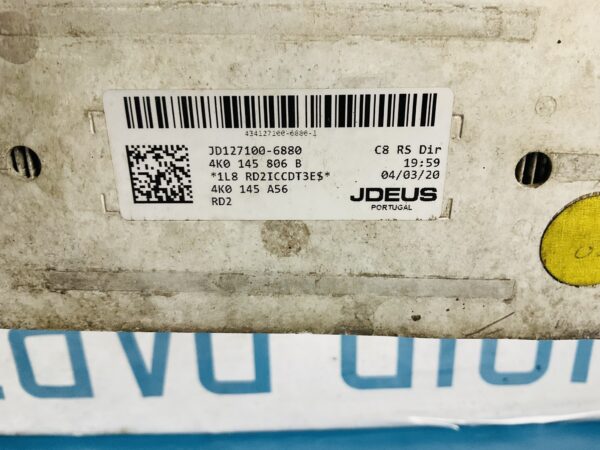 434127100-6880-1
JD127100-6880
C8 RS Dir
4K0 145 806 B
19:59
*1L8 RD2ICCDT3E$*
04/03/20
4K0 145 A56
JDEUS
RD2
PORTUGAL